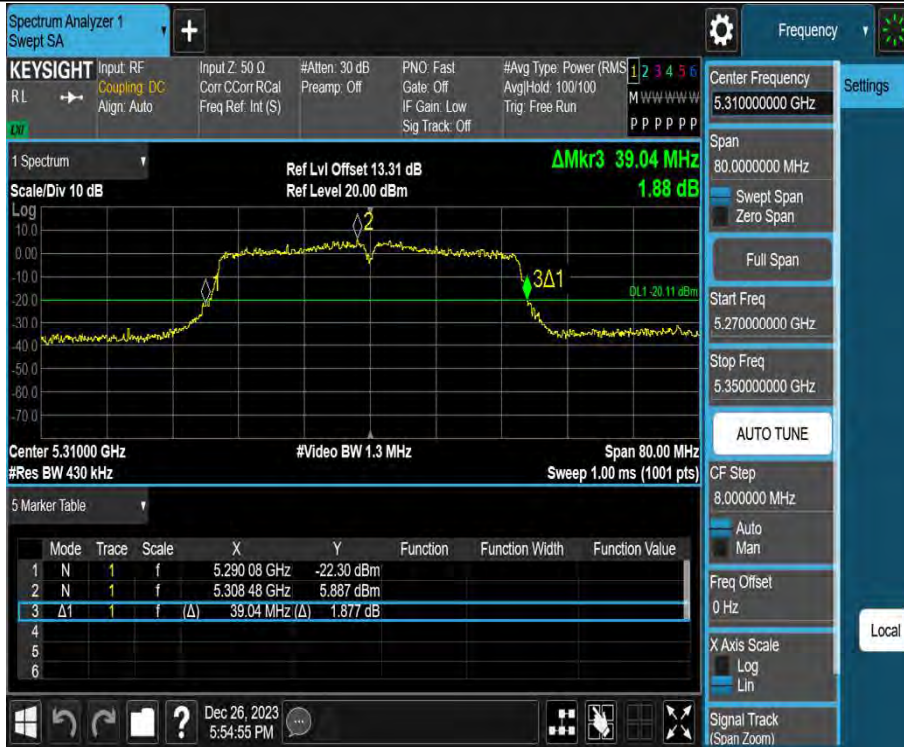 Spectrum Analyzer 1
Swept SA
+
Frequency
KEYSIGHT
RL
LXI
Input: RF
Coupling: DC
Align: Auto
Input Z: 50 Ω
Corr CCorr RCal
Freq Ref: Int (S)
#Atten: 30 dB
Preamp: Off
PNO: Fast
Gate: Off
IF Gain: Low
Sig Track: Off
#Avg Type: Power (RMS
Avg|Hold: 100/100
Trig: Free Run
1 2 3 4 5 6
M W W W W W
P P P P P P
Center Frequency
5.310000000 GHz
Settings
1 Spectrum
Scale/Div 10 dB
Ref Lvl Offset 13.31 dB
Ref Level 20.00 dBm
ΔMkr3 39.04 MHz
1.88 dB
Log
10.0
0.00
-10.0
-20.0
-30.0
-40.0
-50.0
-60.0
-70.0
2
1
3Δ1
DL1 -20.11 dBm
Center 5.31000 GHz
#Res BW 430 kHz
#Video BW 1.3 MHz
Span 80.00 MHz
Sweep 1.00 ms (1001 pts)
Span
80.0000000 MHz
Swept Span
Zero Span
Full Span
Start Freq
5.270000000 GHz
Stop Freq
5.350000000 GHz
AUTO TUNE
CF Step
8.000000 MHz
Auto
Man
Freq Offset
0 Hz
X Axis Scale
Log
Lin
Signal Track
(Span Zoom)
Local
5 Marker Table
Mode Trace Scale X Y Function Function Width Function Value
1 N 1 f 5.290 08 GHz -22.30 dBm
2 N 1 f 5.308 48 GHz 5.887 dBm
3 Δ1 1 f (Δ) 39.04 MHz (Δ) 1.877 dB
4
5
6
?
Dec 26, 2023
5:54:55 PM